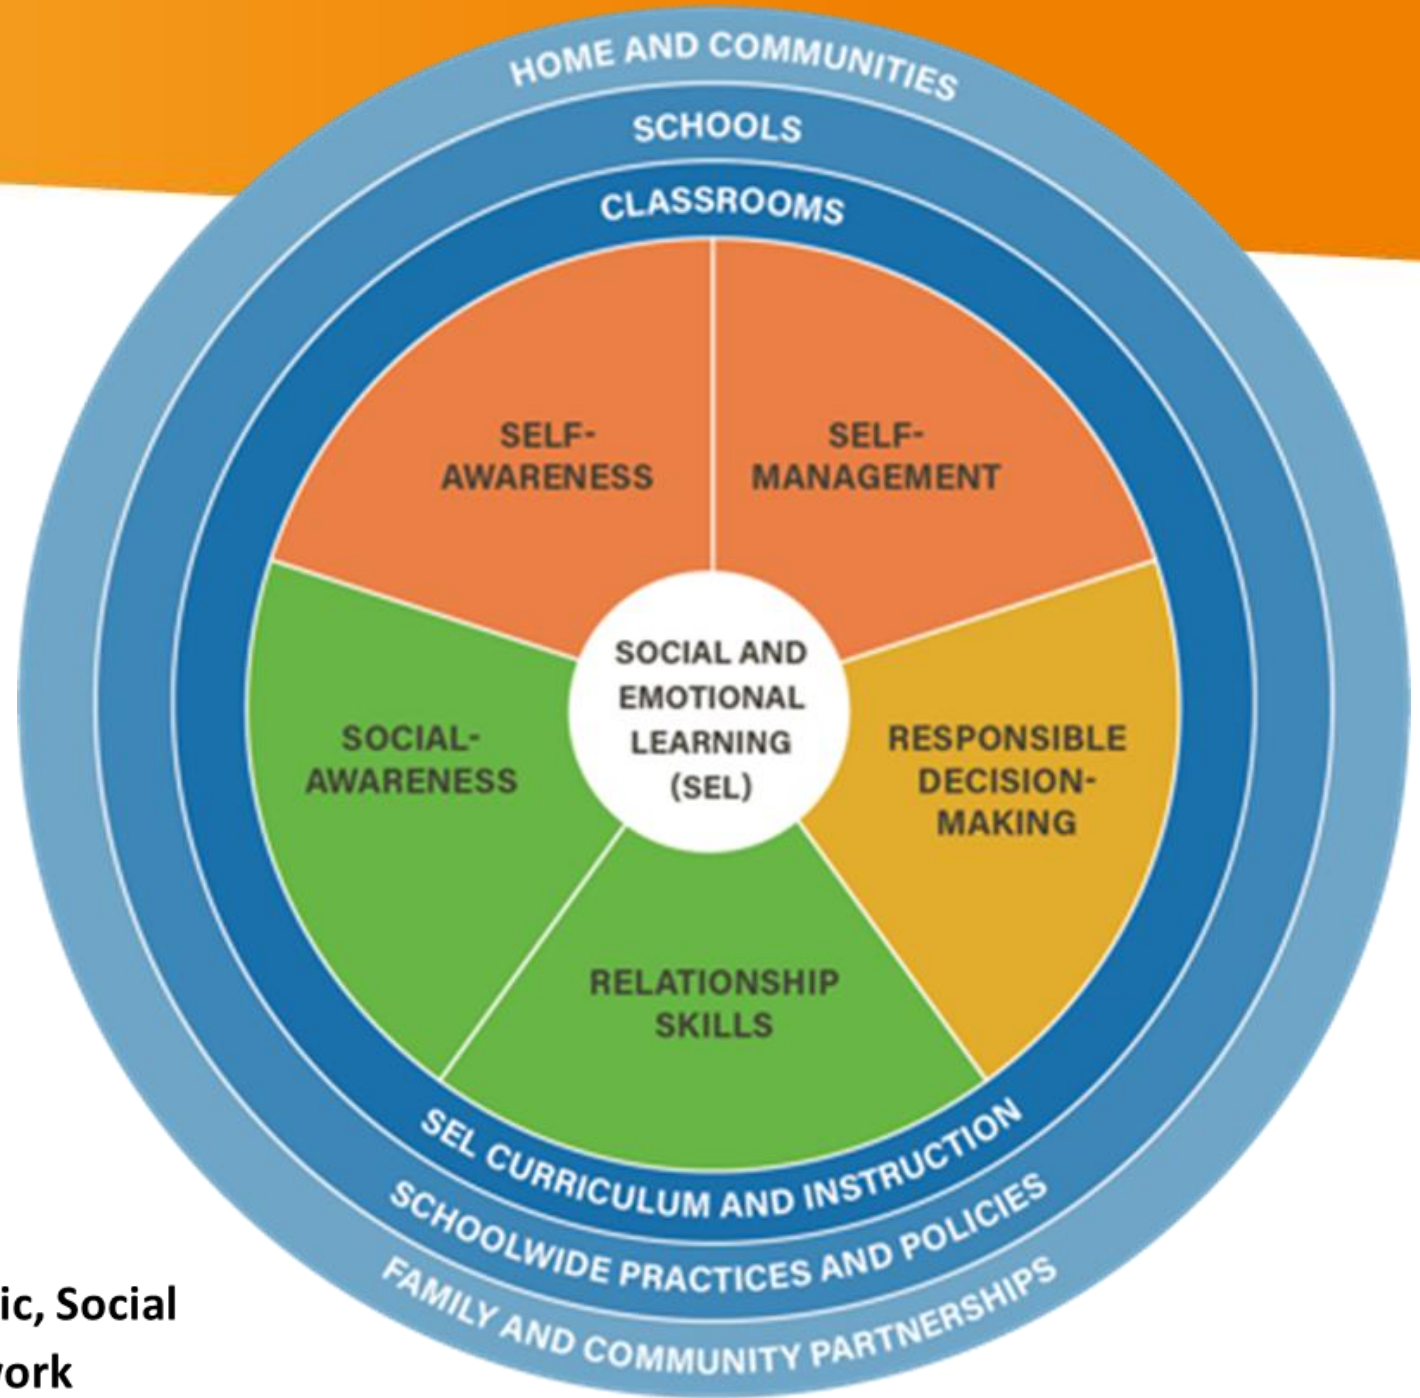 HOME AND COMMUNITIES
SCHOOLS
CLASSROOMS
SELF-
AWARENESS
SELF-
MANAGEMENT
SOCIAL AND
EMOTIONAL
LEARNING
(SEL)
SOCIAL-
AWARENESS
RESPONSIBLE
DECISION-
MAKING
RELATIONSHIP
SKILLS
SEL CURRICULUM AND INSTRUCTION
SCHOOLWIDE PRACTICES AND POLICIES
FAMILY AND COMMUNITY PARTNERSHIPS
ic, Social
work